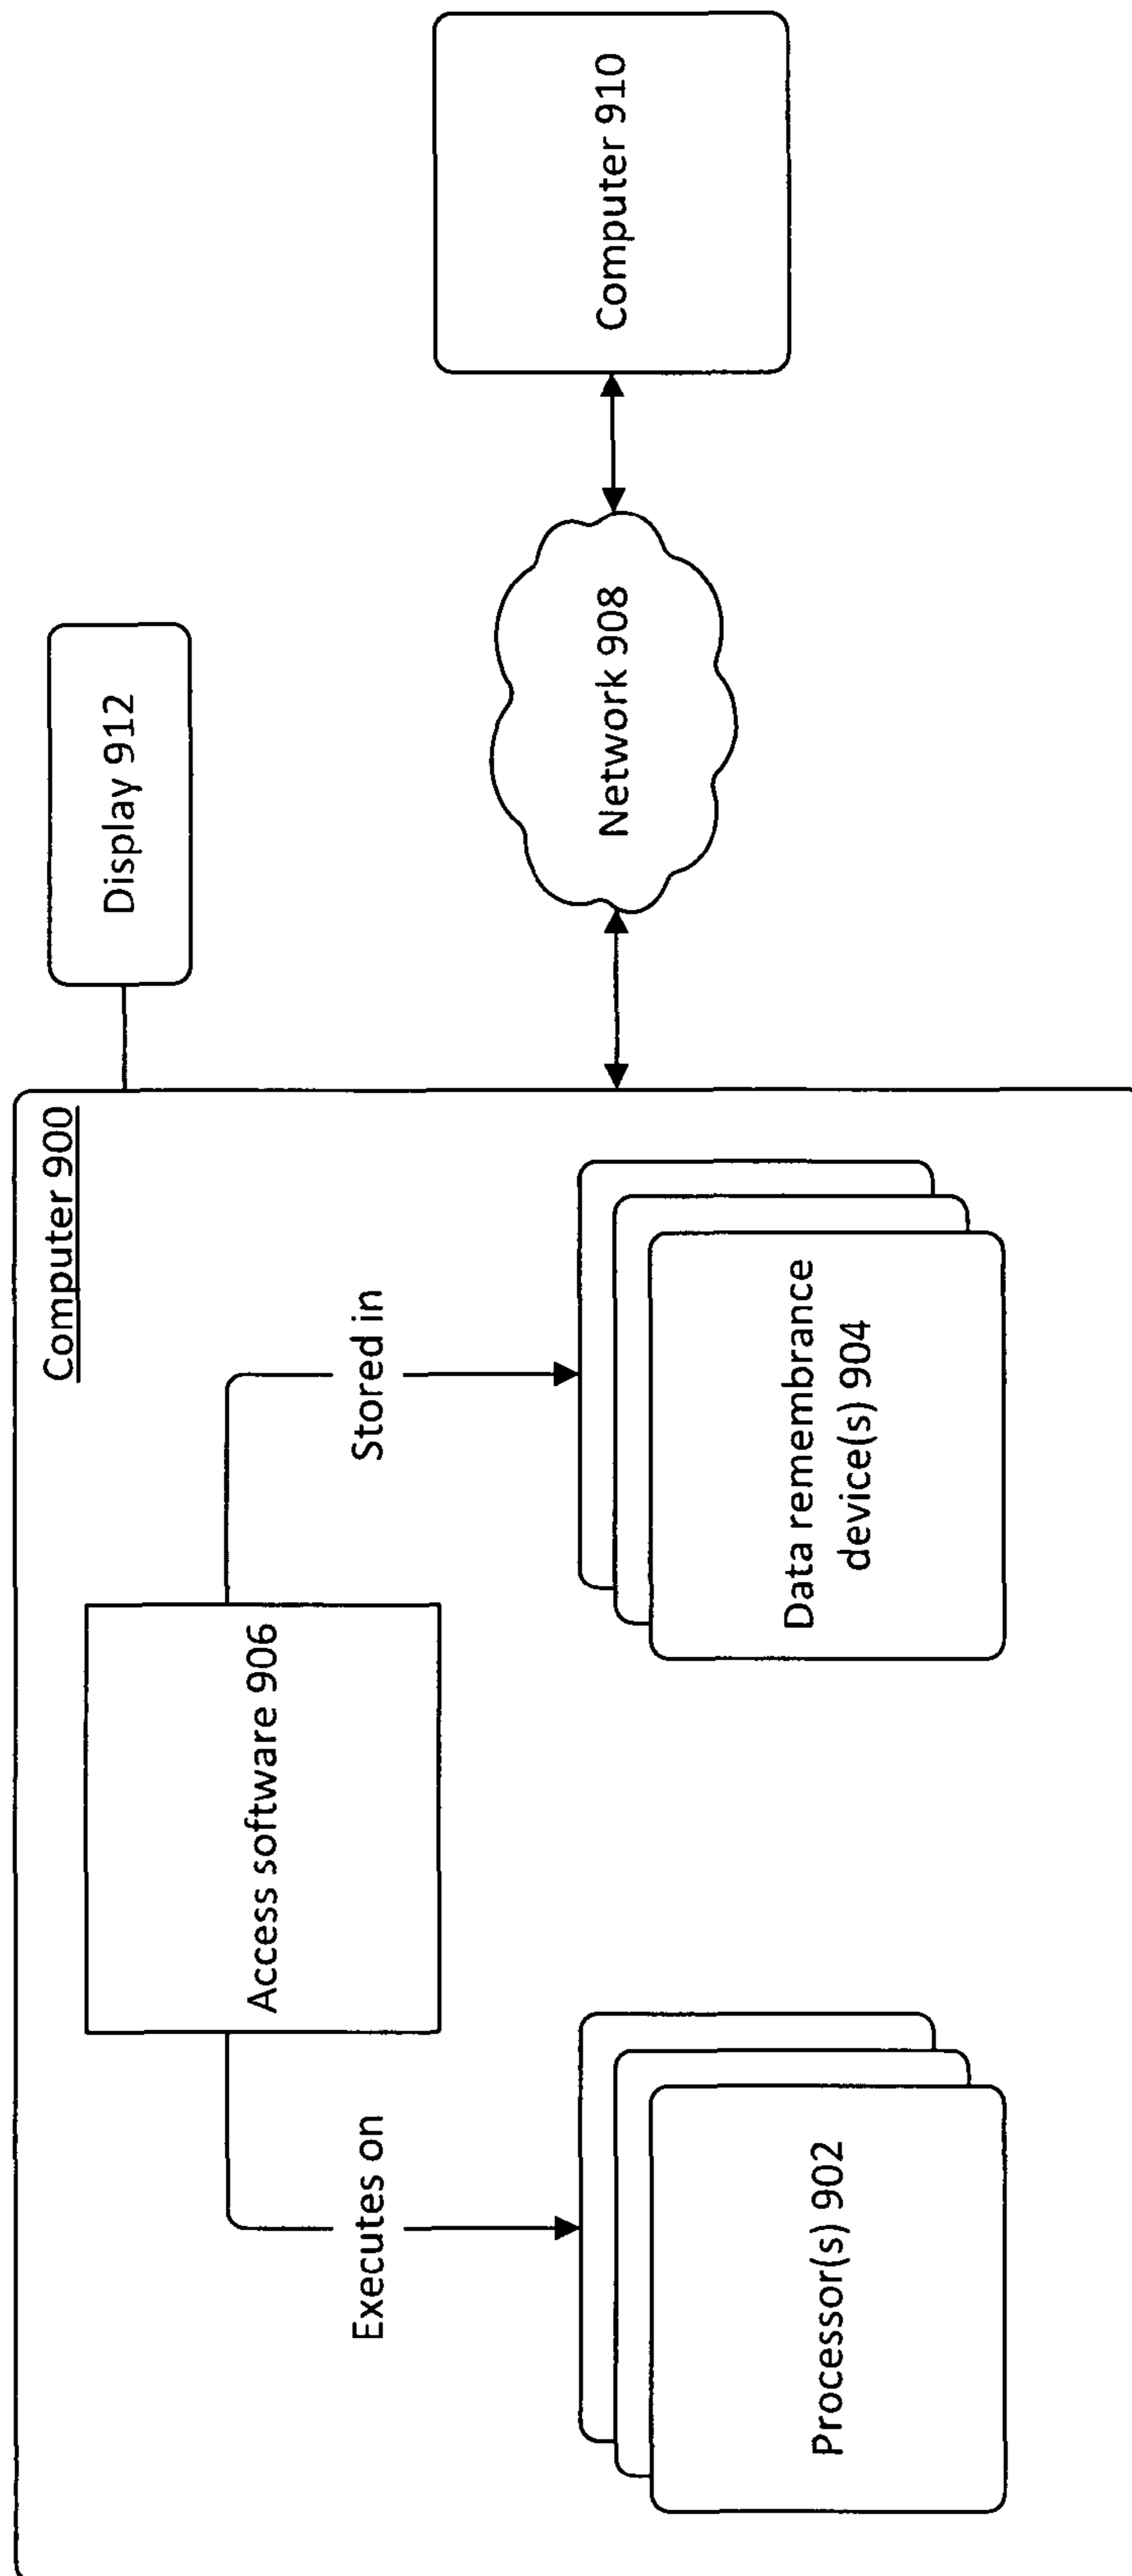 Computer 900
Display 912
Access software 906
Executes on
Stored in
Network 908
Computer 910
Processor(s) 902
Data remembrance
device(s) 904